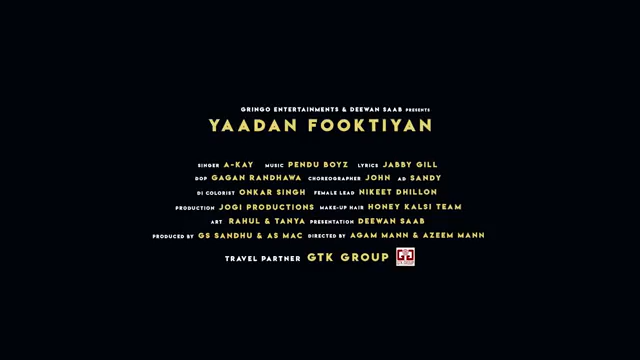 GRINGO ENTERTAINMENTS & DEEWAN SAAB PRESENTS
YAADAN FOOKTIYAN
SINGER A-KAY MUSIC PENDU BOYZ LYRICS JABBY GILL
DOP GAGAN RANDHAWA CHOREOGRAPHER JOHN AD SANDY
DI COLORIST ONKAR SINGH FEMALE LEAD NIKEET DHILLON
PRODUCTION JOGI PRODUCTIONS MAKE-UP HAIR HONEY KALSI TEAM
ART RAHUL & TANYA PRESENTATION DEEWAN SAAB
PRODUCED BY GS SANDHU & AS MAC DIRECTED BY AGAM MANN & AZEEM MANN
TRAVEL PARTNER GTK GROUP